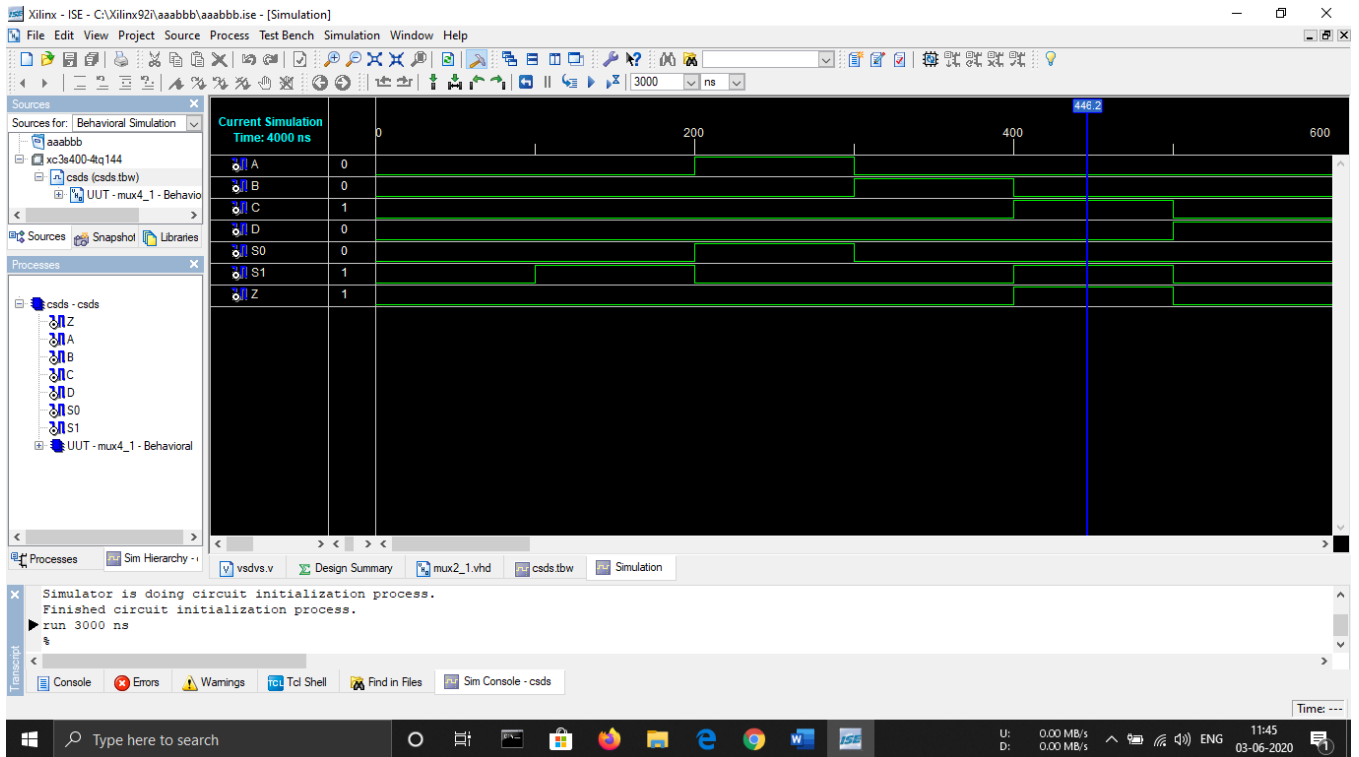 Xilinx - ISE - C:\Xilinx92i\aaabbb\aaabbb.ise - [Simulation]
File Edit View Project Source Process Test Bench Simulation Window Help
3000 ns
Sources
Sources for: Behavioral Simulation
aaabbb
xc3s400-4tq144
csds (csds.tbw)
UUT - mux4_1 - Behavio
Sources Snapshot Libraries
Processes
csds - csds
Z
A
B
C
D
S0
S1
UUT - mux4_1 - Behavioral
Processes Sim Hierarchy -
Current Simulation
Time: 4000 ns
446.2
0 200 400 600
A 0
B 0
C 1
D 0
S0 0
S1 1
Z 1
vsdvs.v Design Summary mux2_1.vhd csds.tbw Simulation
Simulator is doing circuit initialization process.
Finished circuit initialization process.
run 3000 ns
%
Transcript
Console Errors Warnings Tcl Shell Find in Files Sim Console - csds
Time: ---
Type here to search
ISE
U: 0.00 MB/s
D: 0.00 MB/s
ENG
11:45
03-06-2020